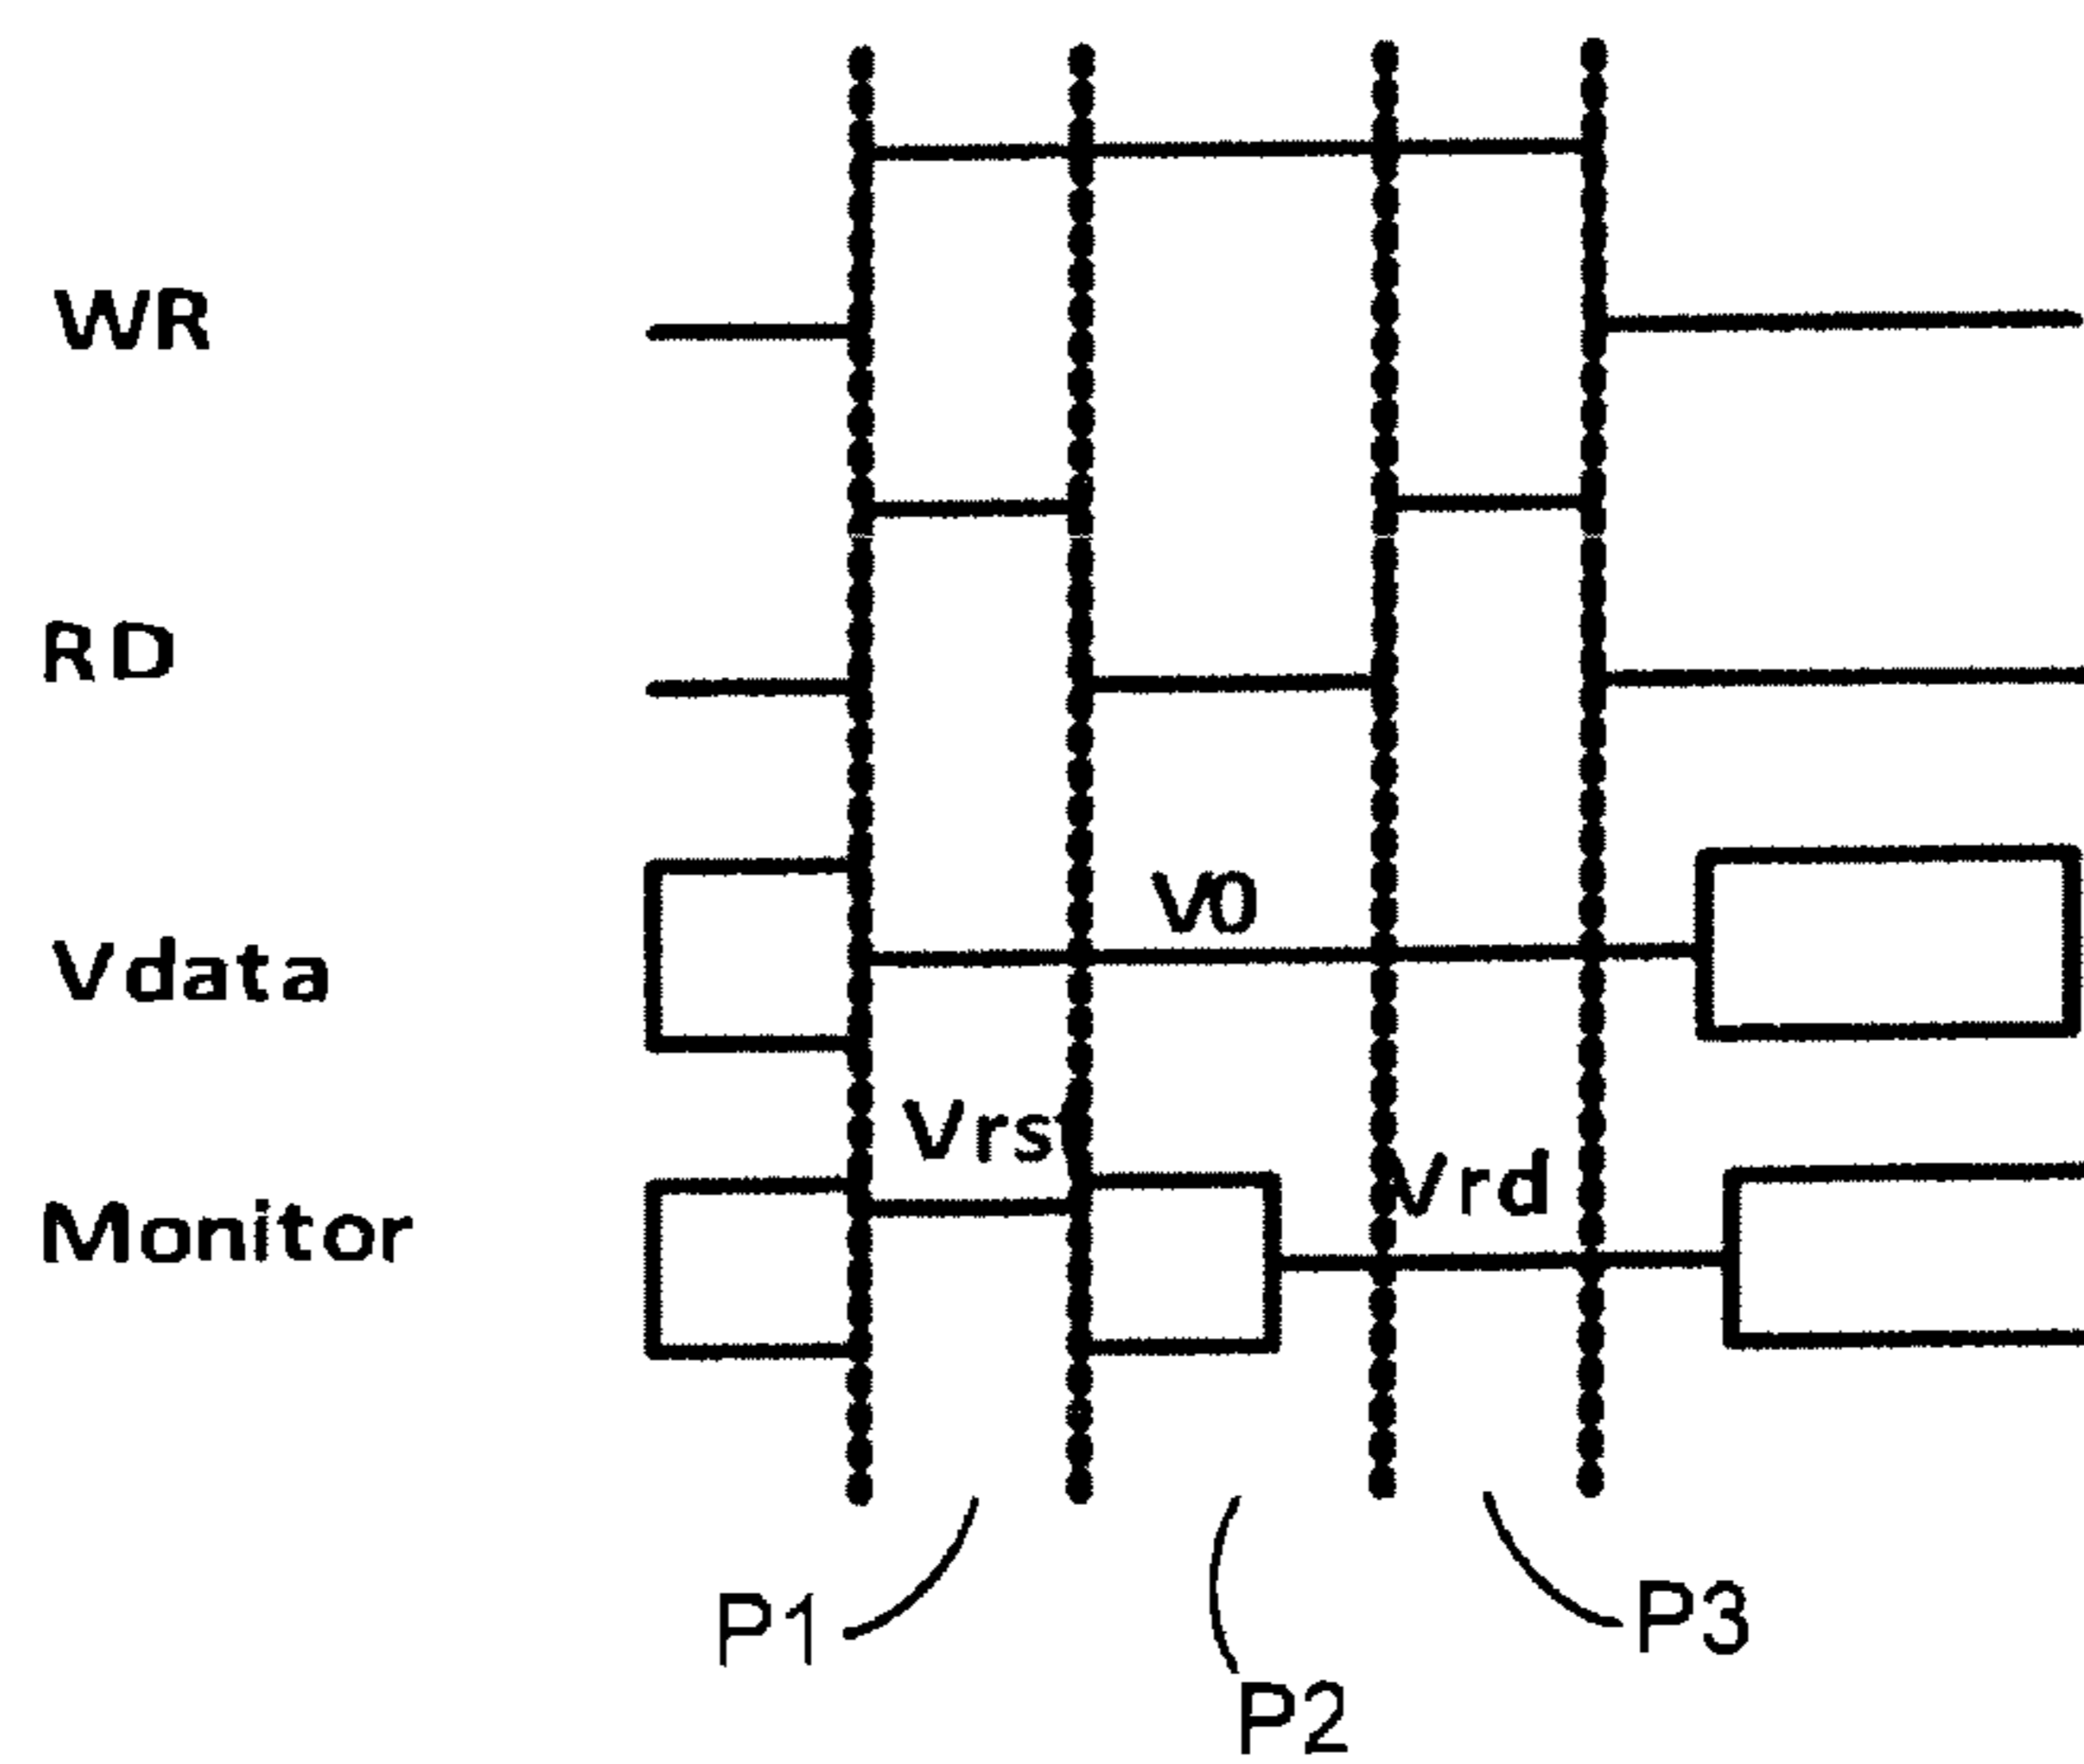 WR
RD
V0
Vdata
Vrst
Vrd
Monitor
P1
P3
P2